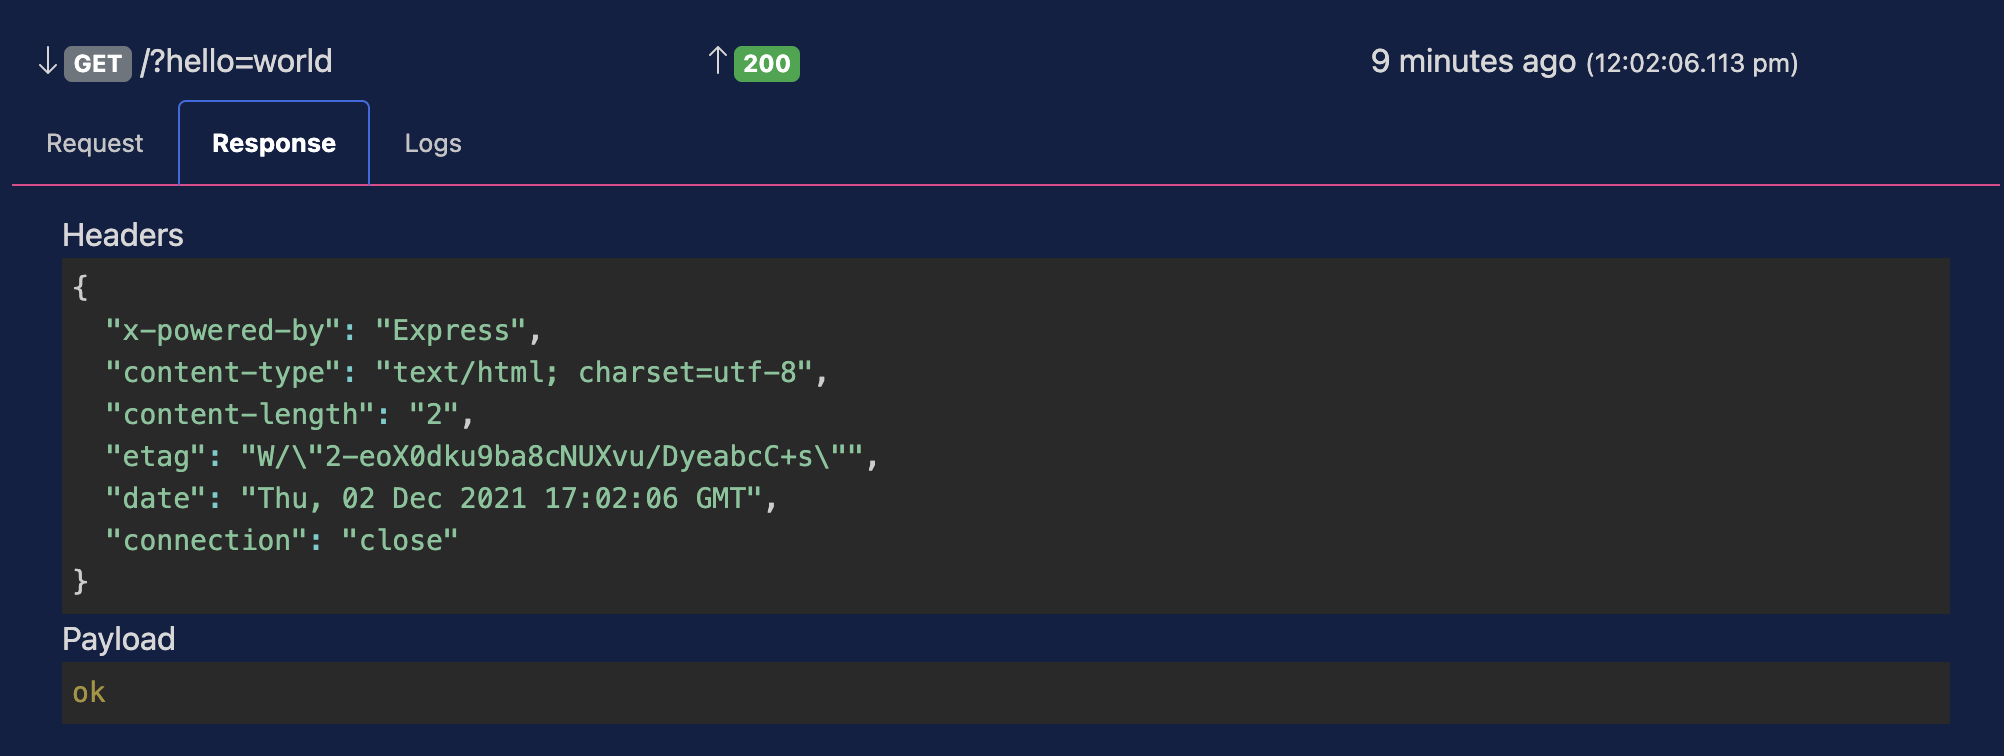 ↓ GET /?hello=world ↑ 200 9 minutes ago (12:02:06.113 pm)
Request Response Logs
Headers
{
  "x-powered-by": "Express",
  "content-type": "text/html; charset=utf-8",
  "content-length": "2",
  "etag": "W/\"2-eoX0dku9ba8cNUXvu/DyeabcC+s\"",
  "date": "Thu, 02 Dec 2021 17:02:06 GMT",
  "connection": "close"
}
Payload
ok